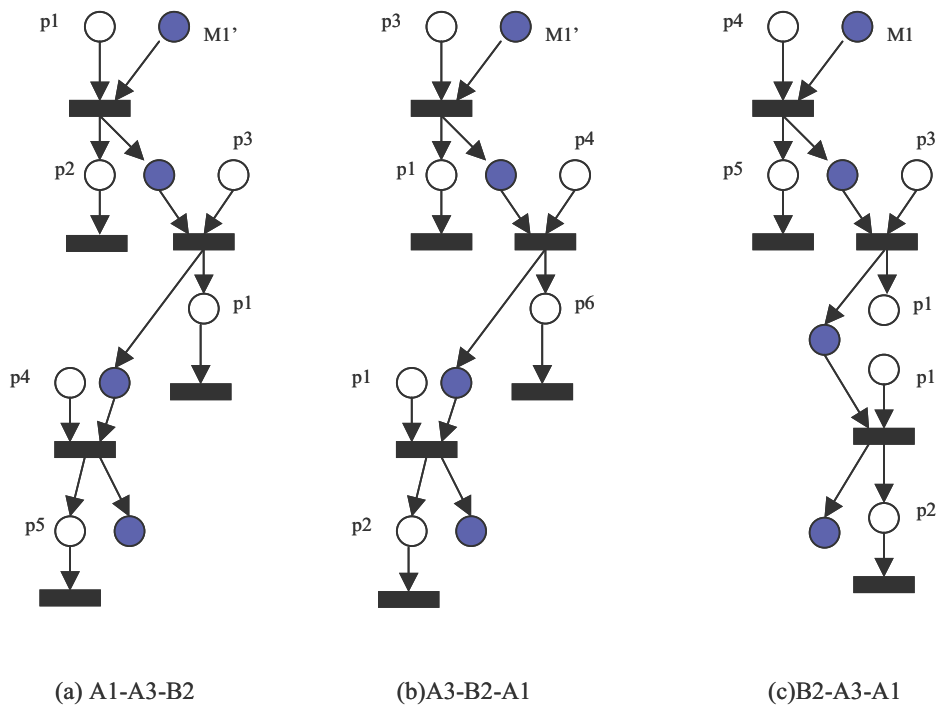 p1
M1’
p3
M1’
p4
M1
p2
p3
p1
p4
p5
p3
p1
p6
p1
p4
p1
p1
p5
p2
p2
(a) A1-A3-B2
(b)A3-B2-A1
(c)B2-A3-A1